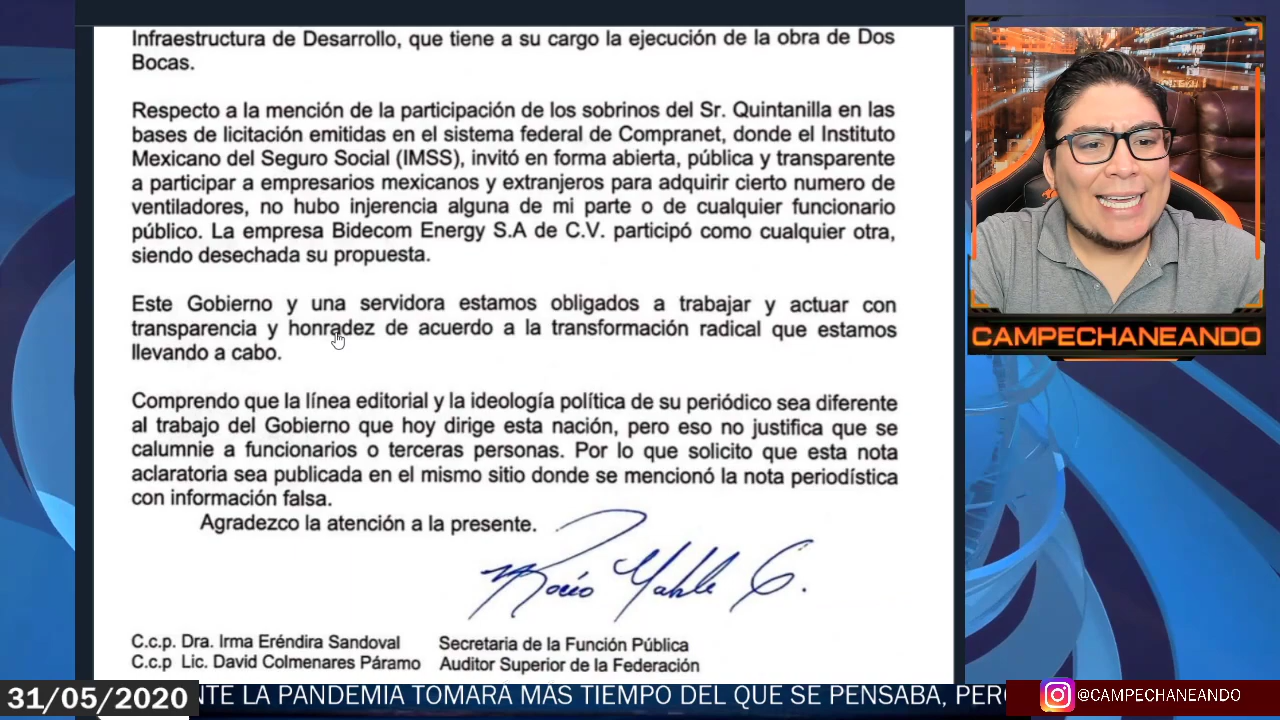 Infraestructura de Desarrollo, que tiene a su cargo la ejecución de la obra de Dos
Bocas.
Respecto a la mención de la participación de los sobrinos del Sr. Quintanilla en las
bases de licitación emitidas en el sistema federal de Compranet, donde el Instituto
Mexicano del Seguro Social (IMSS), invitó en forma abierta, pública y transparente
a participar a empresarios mexicanos y extranjeros para adquirir cierto numero de
ventiladores, no hubo injerencia alguna de mi parte o de cualquier funcionario
público. La empresa Bidecom Energy S.A de C.V. participó como cualquier otra,
siendo desechada su propuesta.
Este Gobierno y una servidora estamos obligados a trabajar y actuar con
transparencia y honradez de acuerdo a la transformación radical que estamos
llevando a cabo.
Comprendo que la línea editorial y la ideología política de su periódico sea diferente
al trabajo del Gobierno que hoy dirige esta nación, pero eso no justifica que se
calumnie a funcionarios o terceras personas. Por lo que solicito que esta nota
aclaratoria sea publicada en el mismo sitio donde se mencionó la nota periodística
con información falsa.
Agradezco la atención a la presente.
Rocío Nahle G.
C.c.p. Dra. Irma Eréndira Sandoval Secretaria de la Función Pública
C.c.p Lic. David Colmenares Páramo Auditor Superior de la Federación
CAMPECHANEANDO
31/05/2020
NTE LA PANDEMIA TOMARA MAS TIEMPO DEL QUE SE PENSABA, PERO
@CAMPECHANEANDO